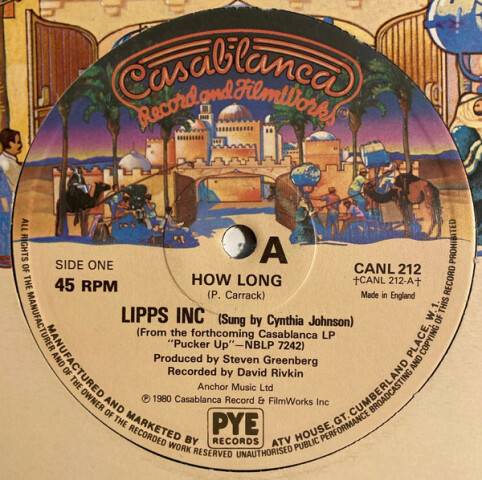 Casablanca
Record and FilmWorks
A
SIDE ONE
45 RPM
HOW LONG
(P. Carrack)
CANL 212
†CANL 212-A†
Made in England
LIPPS INC (Sung by Cynthia Johnson)
(From the forthcoming Casablanca LP
"Pucker Up"—NBLP 7242)
Produced by Steven Greenberg
Recorded by David Rivkin
Anchor Music Ltd
℗ 1980 Casablanca Record & FilmWorks Inc
PYE
RECORDS
MANUFACTURED AND MARKETED BY
ATV HOUSE, GT. CUMBERLAND PLACE, W.1.
ALL RIGHTS OF THE MANUFACTURER AND OF THE OWNER OF THE RECORDED WORK RESERVED UNAUTHORISED PUBLIC PERFORMANCE BROADCASTING AND COPYING OF THIS RECORD PROHIBITED